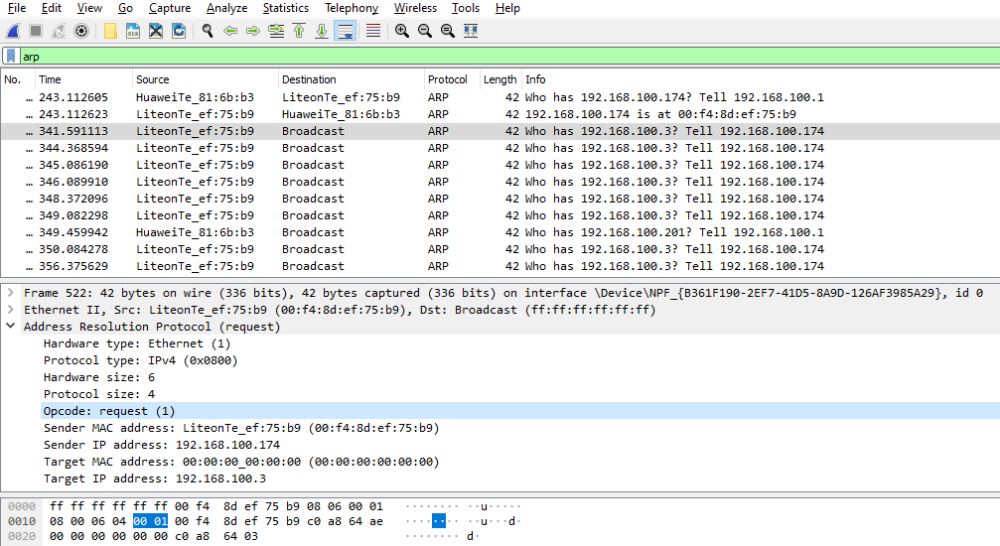 File Edit View Go Capture Analyze Statistics Telephony Wireless Tools Help
arp
No. Time Source Destination Protocol Length Info
… 243.112605 HuaweiTe_81:6b:b3 LiteonTe_ef:75:b9 ARP 42 Who has 192.168.100.174? Tell 192.168.100.1
… 243.112623 LiteonTe_ef:75:b9 HuaweiTe_81:6b:b3 ARP 42 192.168.100.174 is at 00:f4:8d:ef:75:b9
… 341.591113 LiteonTe_ef:75:b9 Broadcast ARP 42 Who has 192.168.100.3? Tell 192.168.100.174
… 344.368594 LiteonTe_ef:75:b9 Broadcast ARP 42 Who has 192.168.100.3? Tell 192.168.100.174
… 345.086190 LiteonTe_ef:75:b9 Broadcast ARP 42 Who has 192.168.100.3? Tell 192.168.100.174
… 346.089910 LiteonTe_ef:75:b9 Broadcast ARP 42 Who has 192.168.100.3? Tell 192.168.100.174
… 348.372096 LiteonTe_ef:75:b9 Broadcast ARP 42 Who has 192.168.100.3? Tell 192.168.100.174
… 349.082298 LiteonTe_ef:75:b9 Broadcast ARP 42 Who has 192.168.100.3? Tell 192.168.100.174
… 349.459942 HuaweiTe_81:6b:b3 Broadcast ARP 42 Who has 192.168.100.201? Tell 192.168.100.1
… 350.084278 LiteonTe_ef:75:b9 Broadcast ARP 42 Who has 192.168.100.3? Tell 192.168.100.174
… 356.375629 LiteonTe_ef:75:b9 Broadcast ARP 42 Who has 192.168.100.3? Tell 192.168.100.174
Frame 522: 42 bytes on wire (336 bits), 42 bytes captured (336 bits) on interface \Device\NPF_{B361F190-2EF7-41D5-8A9D-126AF3985A29}, id 0
Ethernet II, Src: LiteonTe_ef:75:b9 (00:f4:8d:ef:75:b9), Dst: Broadcast (ff:ff:ff:ff:ff:ff)
Address Resolution Protocol (request)
Hardware type: Ethernet (1)
Protocol type: IPv4 (0x0800)
Hardware size: 6
Protocol size: 4
Opcode: request (1)
Sender MAC address: LiteonTe_ef:75:b9 (00:f4:8d:ef:75:b9)
Sender IP address: 192.168.100.174
Target MAC address: 00:00:00_00:00:00 (00:00:00:00:00:00)
Target IP address: 192.168.100.3
0000 ff ff ff ff ff ff 00 f4 8d ef 75 b9 08 06 00 01 ········ ··u·····
0010 08 00 06 04 00 01 00 f4 8d ef 75 b9 c0 a8 64 ae ········ ··u···d·
0020 00 00 00 00 00 00 c0 a8 64 03 ········ d·